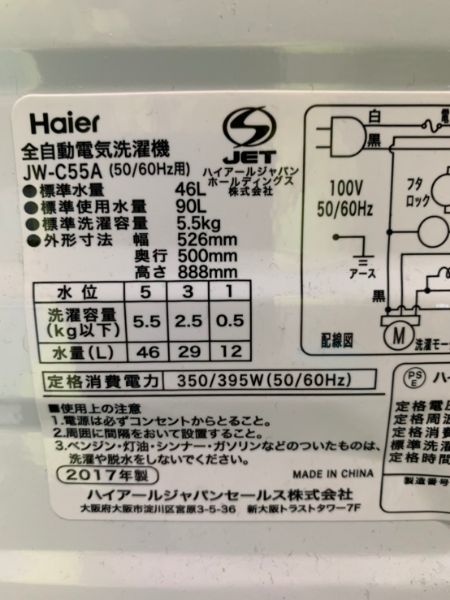 Haier
JET
全自動電気洗濯機
JW-C55A (50/60Hz用)
ハイアールジャパン
ホールディングス
株式会社
●標準水量 46L
●標準使用水量 90L
●標準洗濯容量 5.5kg
●外形寸法 幅 526mm
奥行 500mm
高さ 888mm
水位 5 3 1
洗濯容量
(kg以下) 5.5 2.5 0.5
水量(L) 46 29 12
定格消費電力 350/395W(50/60Hz)
■使用上の注意
1.電源は必ずコンセントからとること。
2.周囲に間隔をおいて設置すること。
3.ベンジン・灯油・シンナー・ガソリンなどのついたものは、
洗濯や脱水をしないでください。
2017年製
MADE IN CHINA
ハイアールジャパンセールス株式会社
大阪府大阪市淀川区宮原3-5-36 新大阪トラストタワー7F
白
電
黒
100V
50/60Hz
フタ
ロック
アース
黒
M
洗濯モー
配線図
PS
E
ハイ
定格電圧
定格周波
定格消費
標準洗濯
定格時間
製造番号